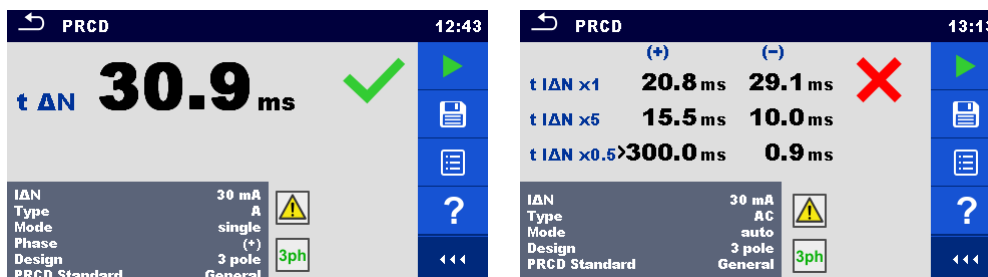 PRCD 12:43
t ΔN 30.9 ms
IΔN 30 mA
Type A
Mode single
Phase (+)
Design 3 pole
PRCD Standard General
3ph
?
PRCD 13:13
(+) (-)
t IΔN x1 20.8 ms 29.1 ms
t IΔN x5 15.5 ms 10.0 ms
t IΔN x0.5 >300.0 ms 0.9 ms
IΔN 30 mA
Type AC
Mode auto
Design 3 pole
PRCD Standard General
3ph
?